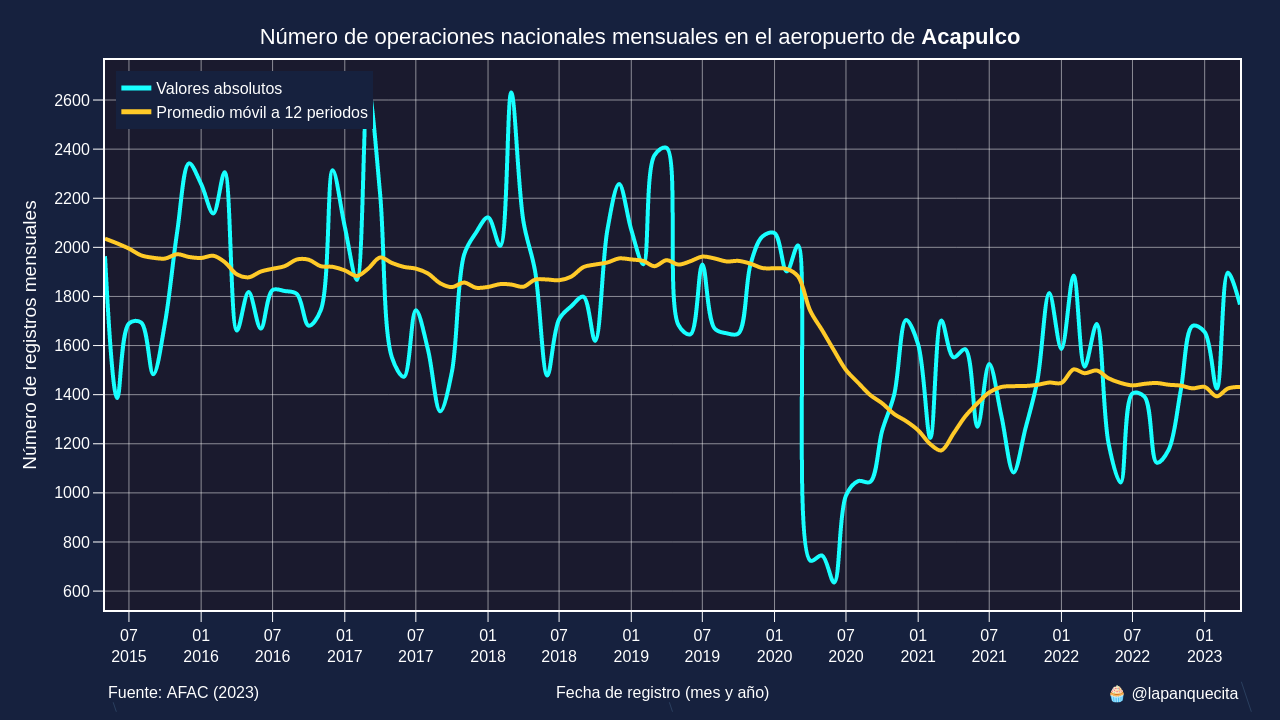 Número de operaciones nacionales mensuales en el aeropuerto de Acapulco
Valores absolutos
Promedio móvil a 12 periodos
Número de registros mensuales
2600
2400
2200
2000
1800
1600
1400
1200
1000
800
600
07 01 07 01 07 01 07 01 07 01 07 01 07 01 07 01
2015 2016 2016 2017 2017 2018 2018 2019 2019 2020 2020 2021 2021 2022 2022 2023
Fuente: AFAC (2023)
Fecha de registro (mes y año)
🧁 @lapanquecita